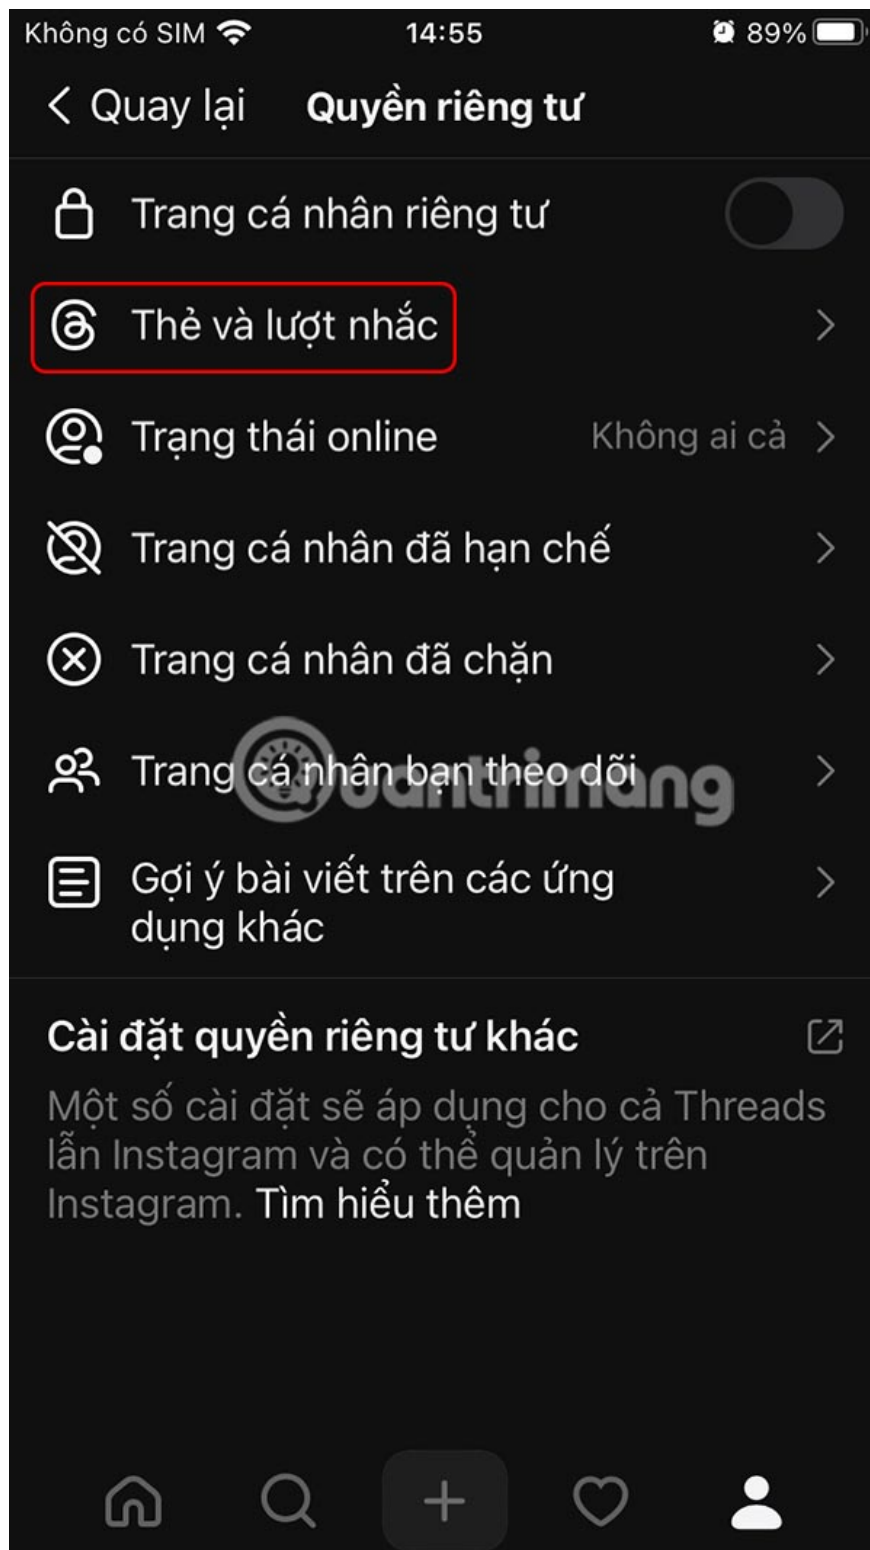 Không có SIM 14:55 89%
Quay lại Quyền riêng tư
Trang cá nhân riêng tư
Thẻ và lượt nhắc
Trạng thái online Không ai cả
Trang cá nhân đã hạn chế
Trang cá nhân đã chặn
Trang cá nhân bạn theo dõi
Quantrimang
Gợi ý bài viết trên các ứng
dụng khác
Cài đặt quyền riêng tư khác
Một số cài đặt sẽ áp dụng cho cả Threads
lẫn Instagram và có thể quản lý trên
Instagram. Tìm hiểu thêm